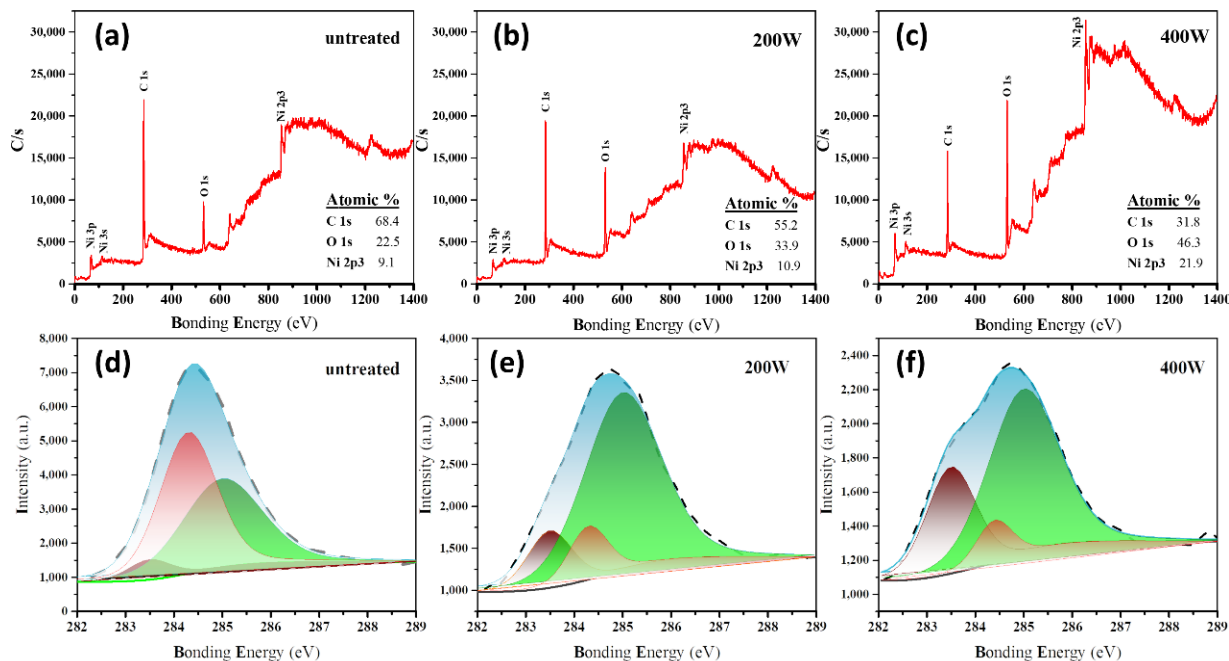 (a)
untreated
30,000
25,000
20,000
15,000
10,000
5,000
0
C/s
Ni 3p
Ni 3s
C 1s
O 1s
Ni 2p3
Atomic %
C 1s 68.4
O 1s 22.5
Ni 2p3 9.1
0 200 400 600 800 1000 1200 1400
Bonding Energy (eV)
(b)
200W
30,000
25,000
20,000
15,000
10,000
5,000
0
C/s
Ni 3p
Ni 3s
C 1s
O 1s
Ni 2p3
Atomic %
C 1s 55.2
O 1s 33.9
Ni 2p3 10.9
0 200 400 600 800 1000 1200 1400
Bonding Energy (eV)
(c)
400W
30,000
25,000
20,000
15,000
10,000
5,000
0
C/s
Ni 3p
Ni 3s
C 1s
O 1s
Ni 2p3
Atomic %
C 1s 31.8
O 1s 46.3
Ni 2p3 21.9
0 200 400 600 800 1000 1200 1400
Bonding Energy (eV)
(d)
untreated
8,000
7,000
6,000
5,000
4,000
3,000
2,000
1,000
0
Intensity (a.u.)
282 283 284 285 286 287 288 289
Bonding Energy (eV)
(e)
200W
4,000
3,500
3,000
2,500
2,000
1,500
1,000
Intensity (a.u.)
282 283 284 285 286 287 288 289
Bonding Energy (eV)
(f)
400W
2,400
2,200
2,000
1,800
1,600
1,400
1,200
1,000
Intensity (a.u.)
282 283 284 285 286 287 288 289
Bonding Energy (eV)